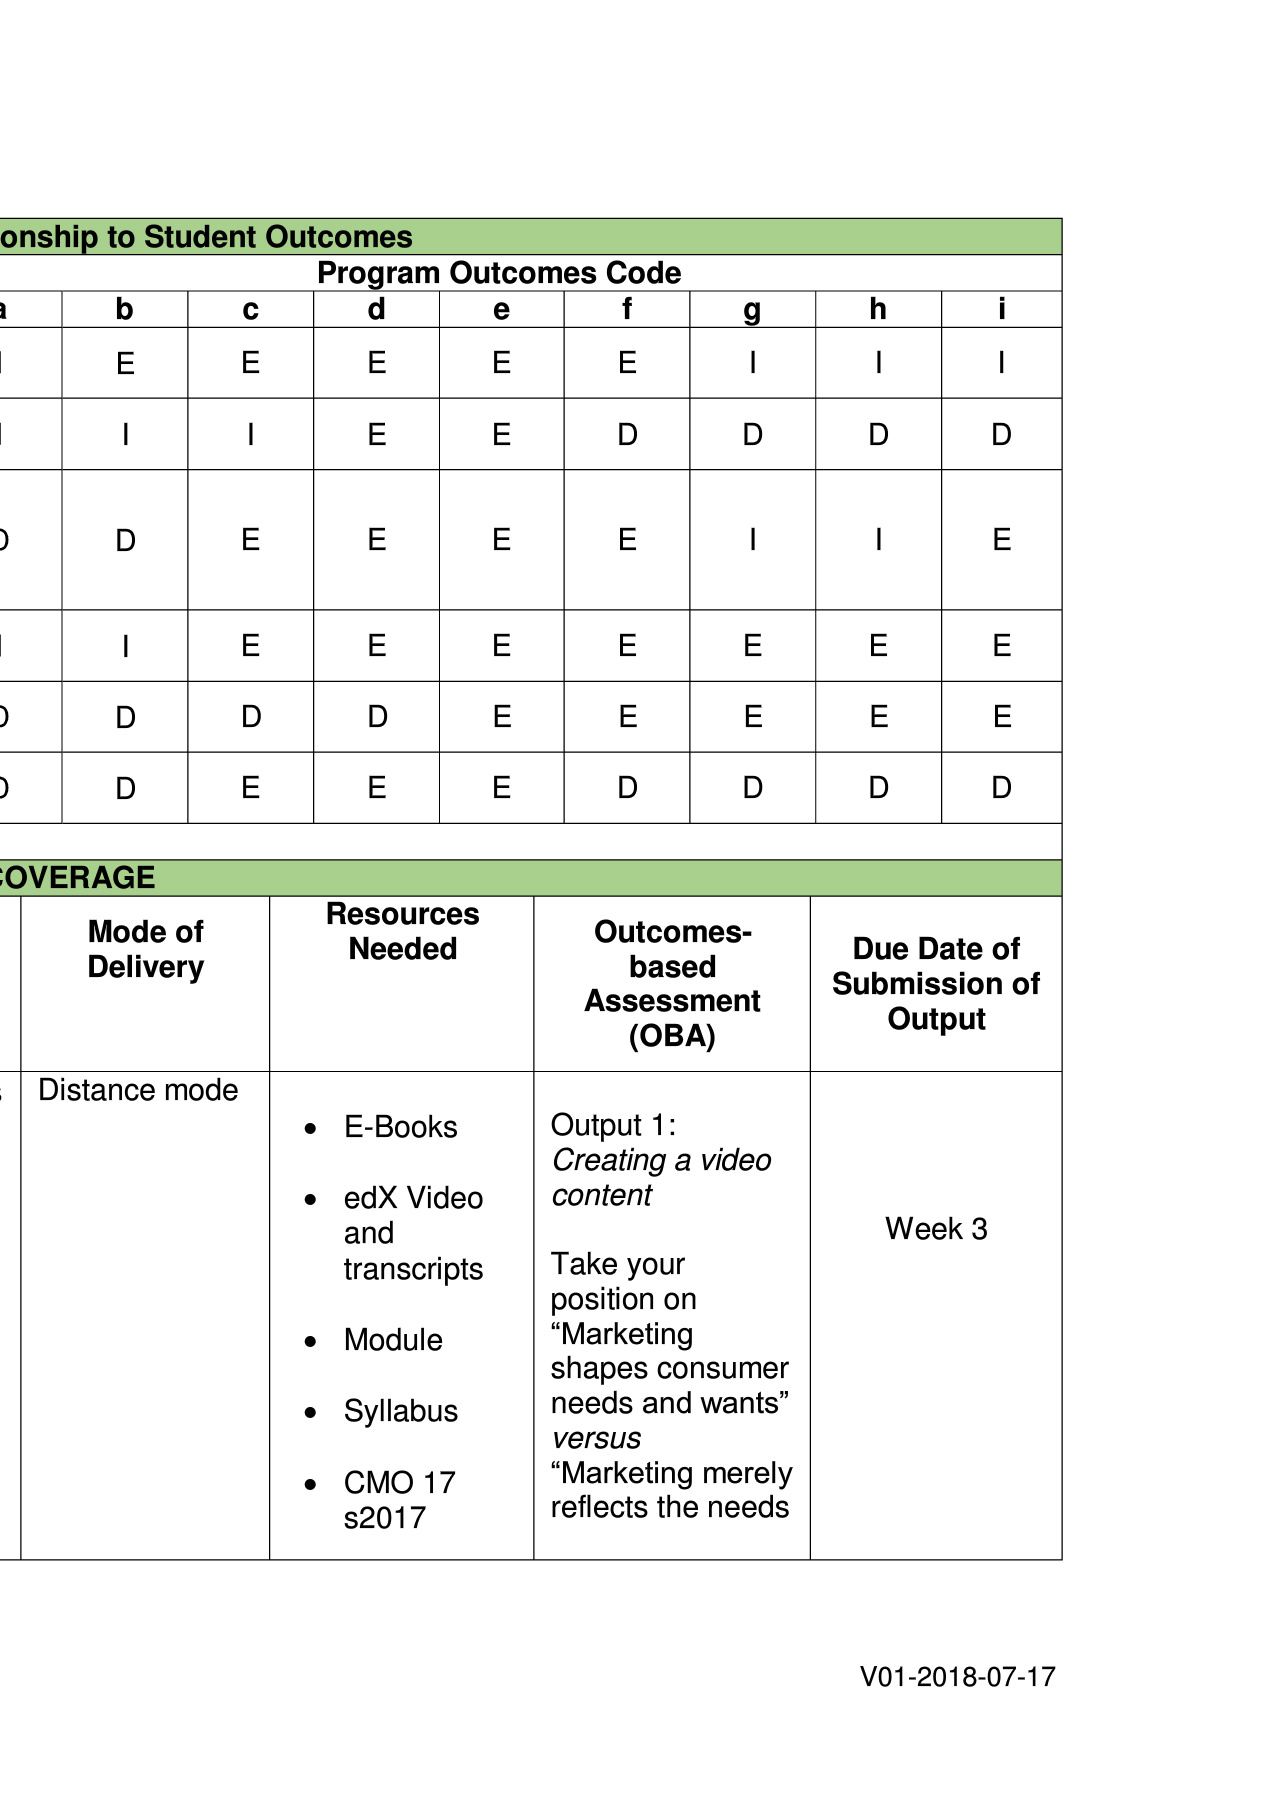 onship to Student Outcomes
Program Outcomes Code
a b c d e f g h i
E E E E E I I I
I I E E D D D D
D D E E E E I I E
I E E E E E E E
D D D D E E E E E
D D E E E D D D D
COVERAGE
Mode of
Delivery
Resources
Needed
Outcomes-
based
Assessment
(OBA)
Due Date of
Submission of
Output
s
Distance mode
• E-Books
• edX Video
and
transcripts
• Module
• Syllabus
• CMO 17
s2017
Output 1:
Creating a video
content
Take your
position on
“Marketing
shapes consumer
needs and wants”
versus
“Marketing merely
reflects the needs
Week 3
V01-2018-07-17